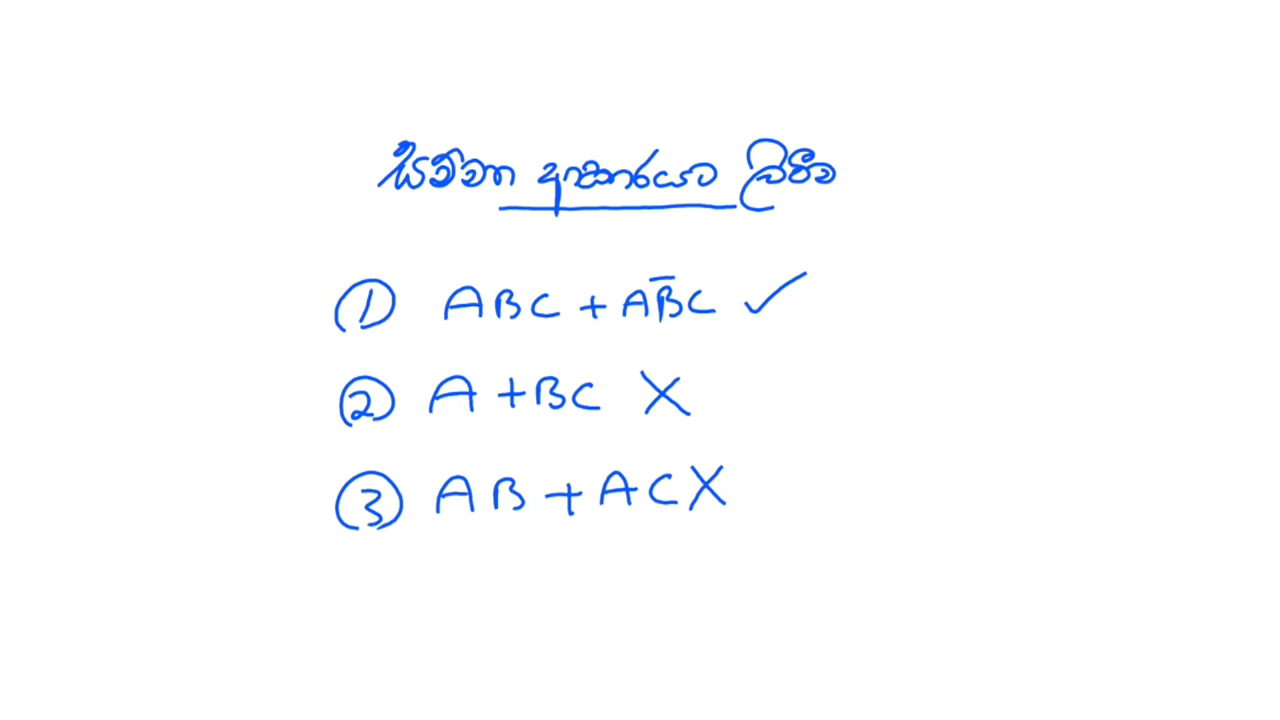 සම්මත ආකාරයට ලිවීම
① ABC + AB̅C ✓
② A + BC X
③ AB + AC X